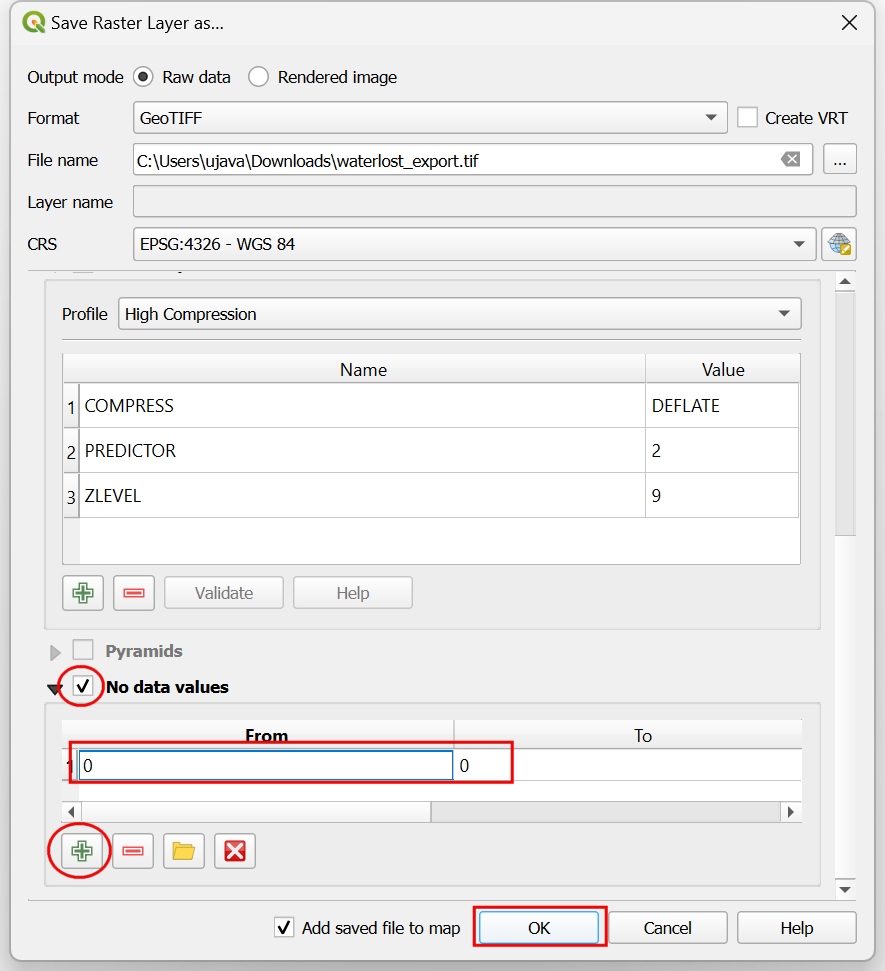 Save Raster Layer as...
Output mode Raw data Rendered image
Format GeoTIFF Create VRT
File name C:\Users\ujava\Downloads\waterlost_export.tif ...
Layer name
CRS EPSG:4326 - WGS 84
Profile High Compression
Name Value
1 COMPRESS DEFLATE
2 PREDICTOR 2
3 ZLEVEL 9
Validate Help
Pyramids
No data values
From To
1 0 0
Add saved file to map OK Cancel Help